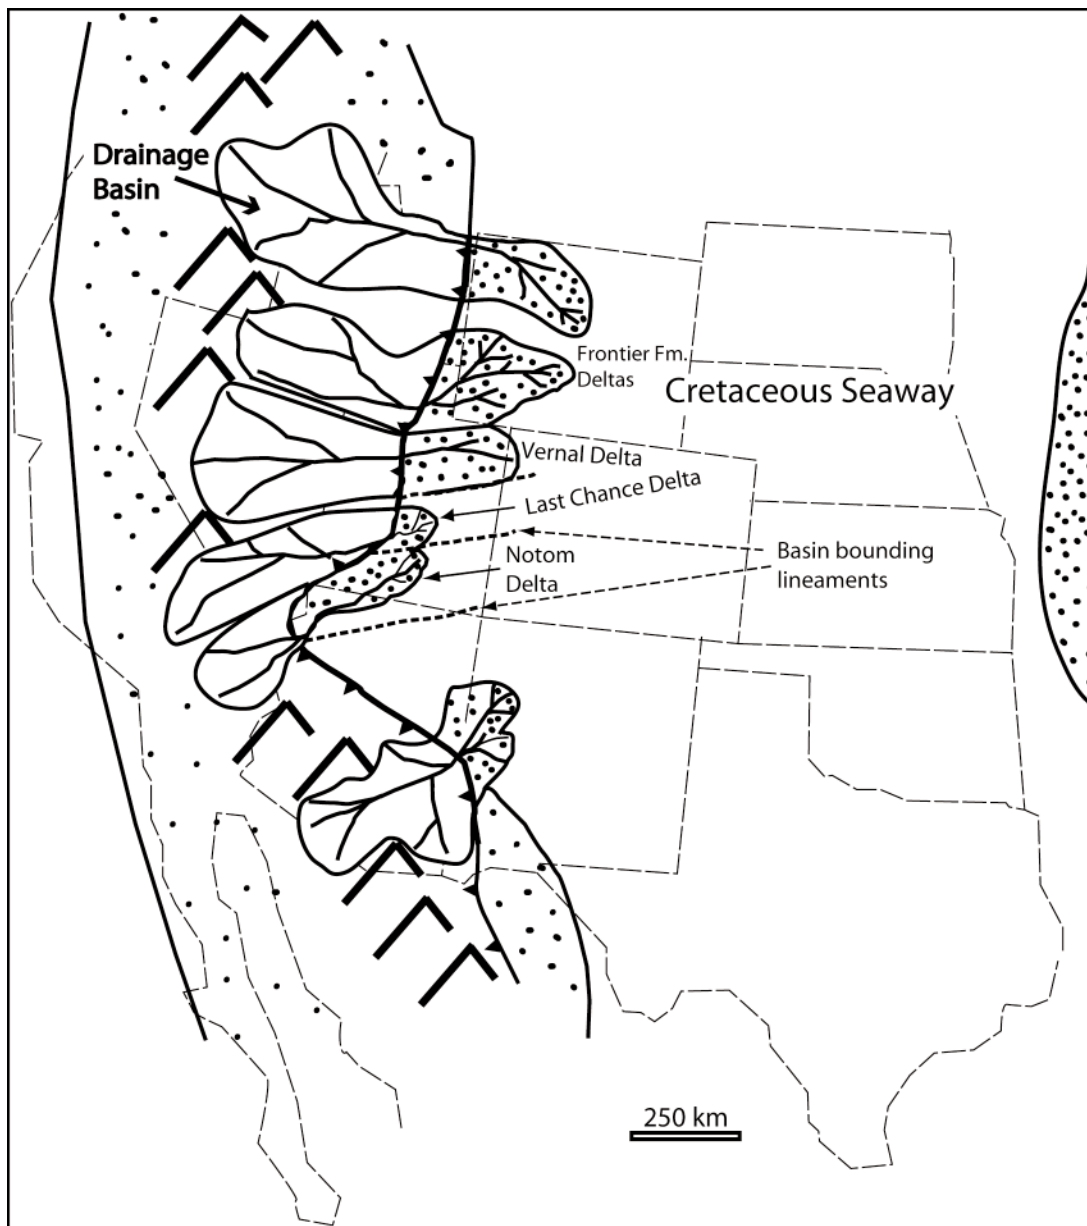 Drainage
Basin
Frontier Fm.
Deltas
Cretaceous Seaway
Vernal Delta
Last Chance Delta
Notom
Delta
Basin bounding
lineaments
250 km